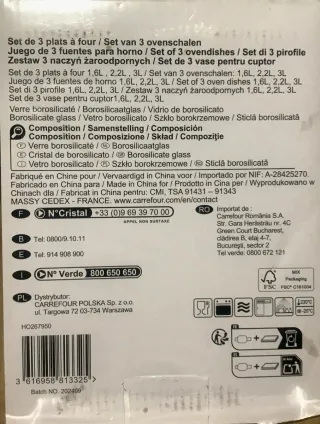 Set de 3 plats à four / Set van 3 ovenschalen
Juego de 3 fuentes para horno / Set of 3 ovendishes / Set di 3 pirofile
Zestaw 3 naczyń żaroodpornych / Set de 3 vase pentru cuptor
Set de 3 plats à four 1,6L , 2,2L , 3L / Set van 3 ovenschalen: 1,6L, 2,2L, 3L
Juego de 3 fuentes de horno 1,6L, 2,2L, 3L / Set of 3 oven dishes 1,6L, 2,2L, 3L
Set di 3 pirofile 1,6L, 2,2L, 3L / Zestaw 3 naczyń żaroodpornych 1,6L, 2,2L, 3L
Set de 3 vase pentru cuptor1,6L, 2,2L, 3L
Verre borosilicaté / Borosilicaatglas / Vidrio de borosilicato
Borosilicate glass / Vetro borosilicato / Szkło borokrzemowe / Sticlă borosilicată
Composition / Samenstelling / Composición
Composition / Composizione / Skład / Compoziţie
Verre borosilicaté / Borosilicaatglas
Cristal de borosilicato / Borosilicate glass
Vetro borosilicato / Szkło borokrzemowe / Sticlă borosilicată
Fabriqué en Chine pour / Vervaardigd in China voor / Importado por NIF: A-28425270.
Fabricado en China para / Made in China for / Prodotto in Cina per / Wyprodukowano w
Chinach dla / Fabricat in China pentru: CMI, TSA 91431 – 91343
MASSY CEDEX - FRANCE. www.carrefour.com/contact
F N°Cristal +33 (0)9 69 39 70 00
APPEL NON SURTAXÉ
B Tel: 0800/9.10.11
E Tel: 914 908 900
I N° Verde 800 650 650
PL Dystrybutor:
CARREFOUR POLSKA Sp. z o.o.
ul. Targowa 72 03-734 Warszawa
RO Importat de :
Carrefour România S.A.
Str. Gara Herăstrău nr. 4C
Green Court Bucharest,
clădirea B, etaj 4-7,
Bucureşti, sector 2
Tel verde: 0800 672 121
FSC
MIX
Packaging
HO267950
3 616958 813325 >
Batch NO.